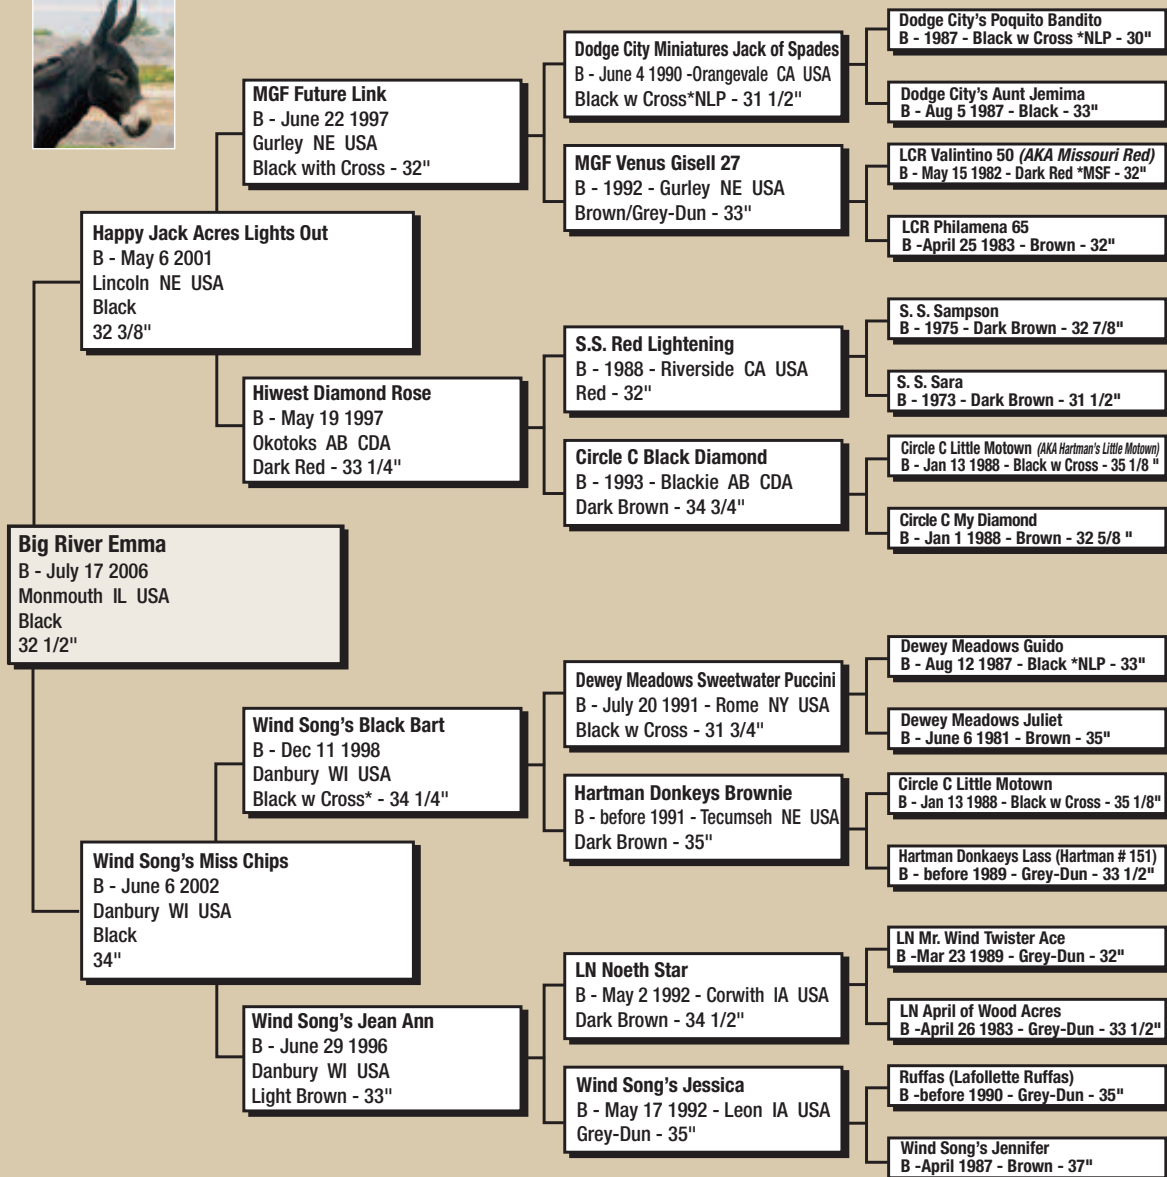 Dodge City's Poquito Bandito
B - 1987 - Black w Cross *NLP - 30"
Dodge City Miniatures Jack of Spades
B - June 4 1990 -Orangevale CA USA
Black w Cross*NLP - 31 1/2"
Dodge City's Aunt Jemima
B - Aug 5 1987 - Black - 33"
MGF Future Link
B - June 22 1997
Gurley NE USA
Black with Cross - 32"
MGF Venus Gisell 27
B - 1992 - Gurley NE USA
Brown/Grey-Dun - 33"
LCR Valintino 50 (AKA Missouri Red)
B - May 15 1982 - Dark Red *MSF - 32"
LCR Philamena 65
B -April 25 1983 - Brown - 32"
Happy Jack Acres Lights Out
B - May 6 2001
Lincoln NE USA
Black
32 3/8"
S.S. Red Lightening
B - 1988 - Riverside CA USA
Red - 32"
S. S. Sampson
B - 1975 - Dark Brown - 32 7/8"
S. S. Sara
B - 1973 - Dark Brown - 31 1/2"
Hiwest Diamond Rose
B - May 19 1997
Okotoks AB CDA
Dark Red - 33 1/4"
Circle C Black Diamond
B - 1993 - Blackie AB CDA
Dark Brown - 34 3/4"
Circle C Little Motown (AKA Hartman's Little Motown)
B - Jan 13 1988 - Black w Cross - 35 1/8 "
Circle C My Diamond
B - Jan 1 1988 - Brown - 32 5/8 "
Big River Emma
B - July 17 2006
Monmouth IL USA
Black
32 1/2"
Dewey Meadows Guido
B - Aug 12 1987 - Black *NLP - 33"
Dewey Meadows Sweetwater Puccini
B - July 20 1991 - Rome NY USA
Black w Cross - 31 3/4"
Dewey Meadows Juliet
B - June 6 1981 - Brown - 35"
Wind Song's Black Bart
B - Dec 11 1998
Danbury WI USA
Black w Cross* - 34 1/4"
Hartman Donkeys Brownie
B - before 1991 - Tecumseh NE USA
Dark Brown - 35"
Circle C Little Motown
B - Jan 13 1988 - Black w Cross - 35 1/8"
Hartman Donkaeys Lass (Hartman # 151)
B - before 1989 - Grey-Dun - 33 1/2"
Wind Song's Miss Chips
B - June 6 2002
Danbury WI USA
Black
34"
LN Noeth Star
B - May 2 1992 - Corwith IA USA
Dark Brown - 34 1/2"
LN Mr. Wind Twister Ace
B -Mar 23 1989 - Grey-Dun - 32"
LN April of Wood Acres
B -April 26 1983 - Grey-Dun - 33 1/2"
Wind Song's Jean Ann
B - June 29 1996
Danbury WI USA
Light Brown - 33"
Wind Song's Jessica
B - May 17 1992 - Leon IA USA
Grey-Dun - 35"
Ruffas (Lafollette Ruffas)
B -before 1990 - Grey-Dun - 35"
Wind Song's Jennifer
B -April 1987 - Brown - 37"